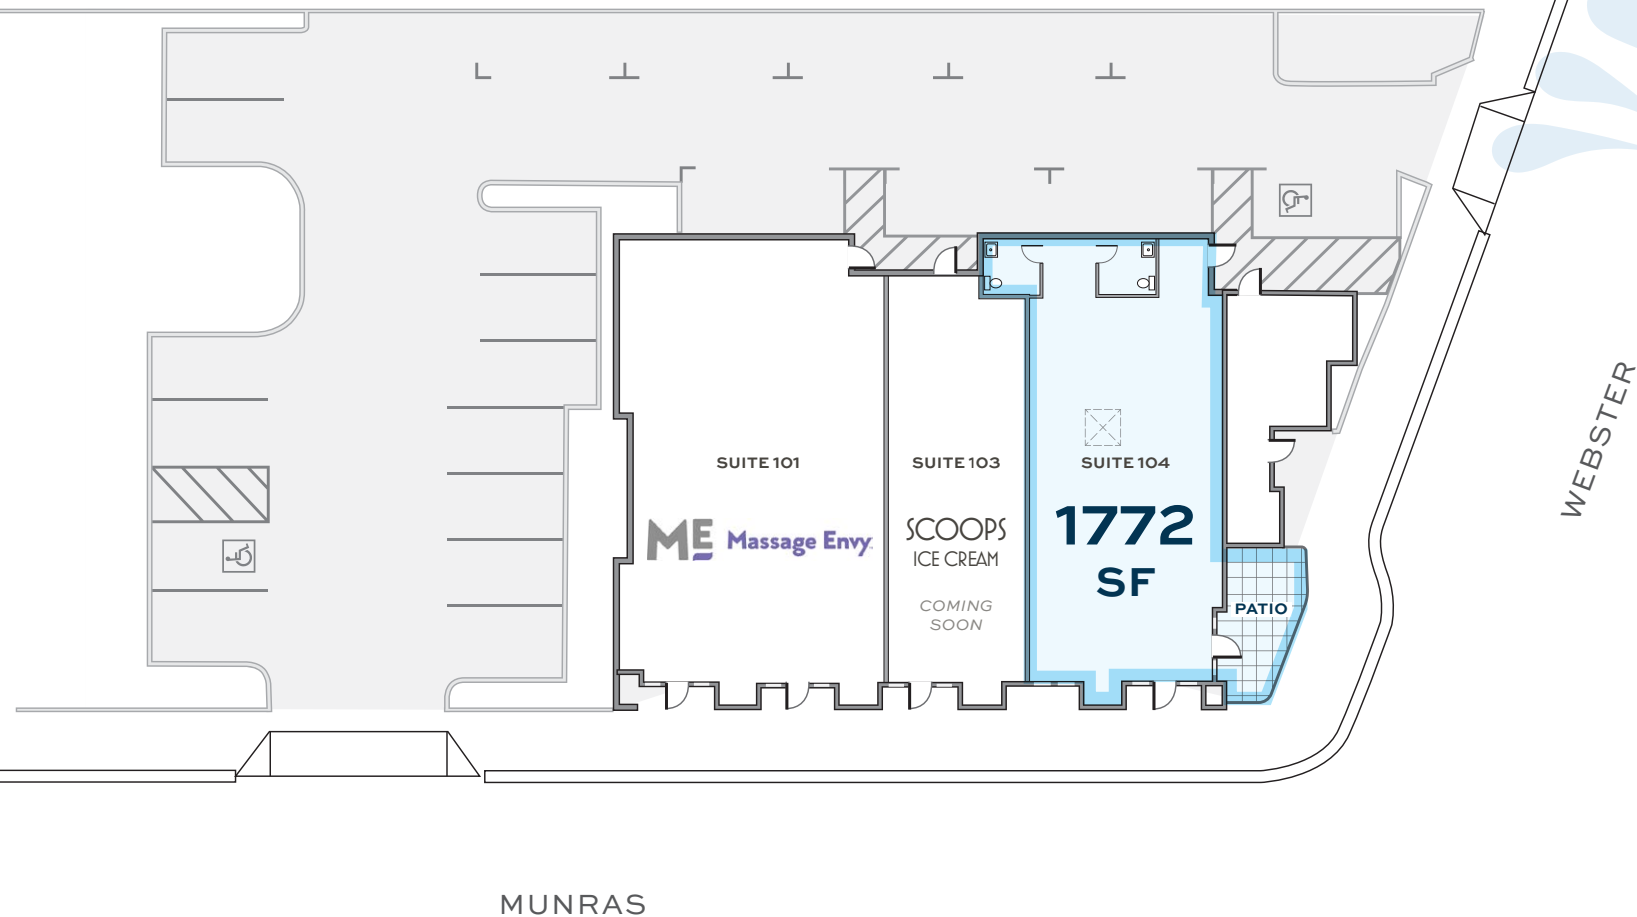 SUITE 101
ME Massage Envy
SUITE 103
SCOOPS
ICE CREAM
COMING
SOON
SUITE 104
1772
SF
PATIO
WEBSTER
MUNRAS